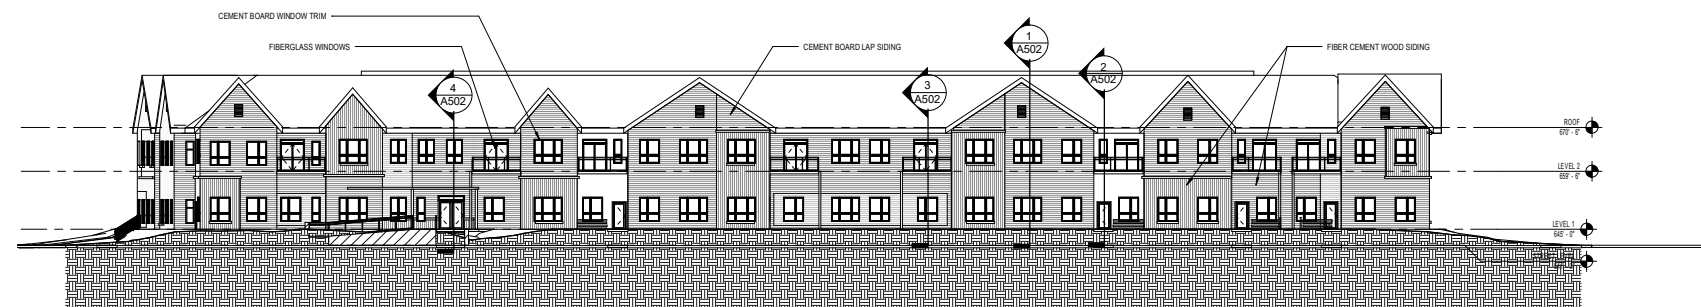 CEMENT BOARD WINDOW TRIM
FIBERGLASS WINDOWS
CEMENT BOARD LAP SIDING
FIBER CEMENT WOOD SIDING
1
A502
2
A502
3
A502
4
A502
ROOF
670' - 6"
LEVEL 2
659' - 6"
LEVEL 1
645' - 0"